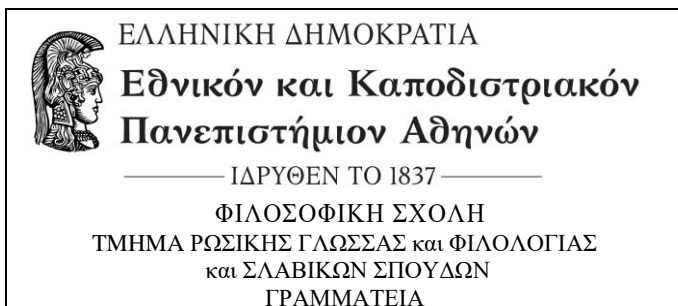 ΕΛΛΗΝΙΚΗ ΔΗΜΟΚΡΑΤΙΑ
Εθνικόν και Καποδιστριακόν
Πανεπιστήμιον Αθηνών
ΙΔΡΥΘΕΝ ΤΟ 1837
ΦΙΛΟΣΟΦΙΚΗ ΣΧΟΛΗ
ΤΜΗΜΑ ΡΩΣΙΚΗΣ ΓΛΩΣΣΑΣ και ΦΙΛΟΛΟΓΙΑΣ
και ΣΛΑΒΙΚΩΝ ΣΠΟΥΔΩΝ
ΓΡΑΜΜΑΤΕΙΑ